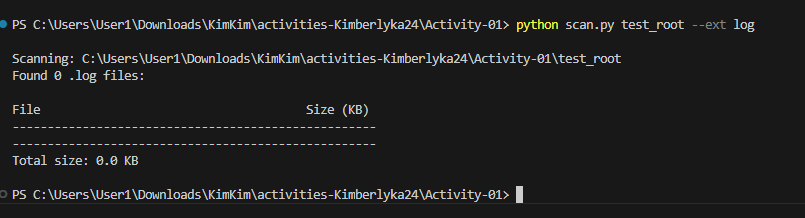 PS C:\Users\User1\Downloads\KimKim\activities-Kimberlyka24\Activity-01> python scan.py test_root --ext log
Scanning: C:\Users\User1\Downloads\KimKim\activities-Kimberlyka24\Activity-01\test_root
Found 0 .log files:
File                                      Size (KB)
----------------------------------------------------
----------------------------------------------------
Total size: 0.0 KB
PS C:\Users\User1\Downloads\KimKim\activities-Kimberlyka24\Activity-01>